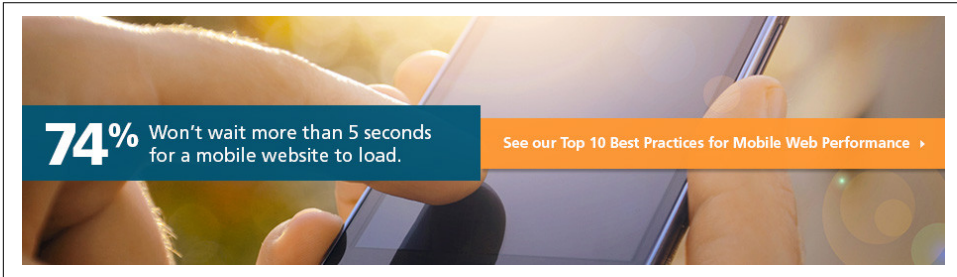 74% Won't wait more than 5 seconds
for a mobile website to load.
See our Top 10 Best Practices for Mobile Web Performance